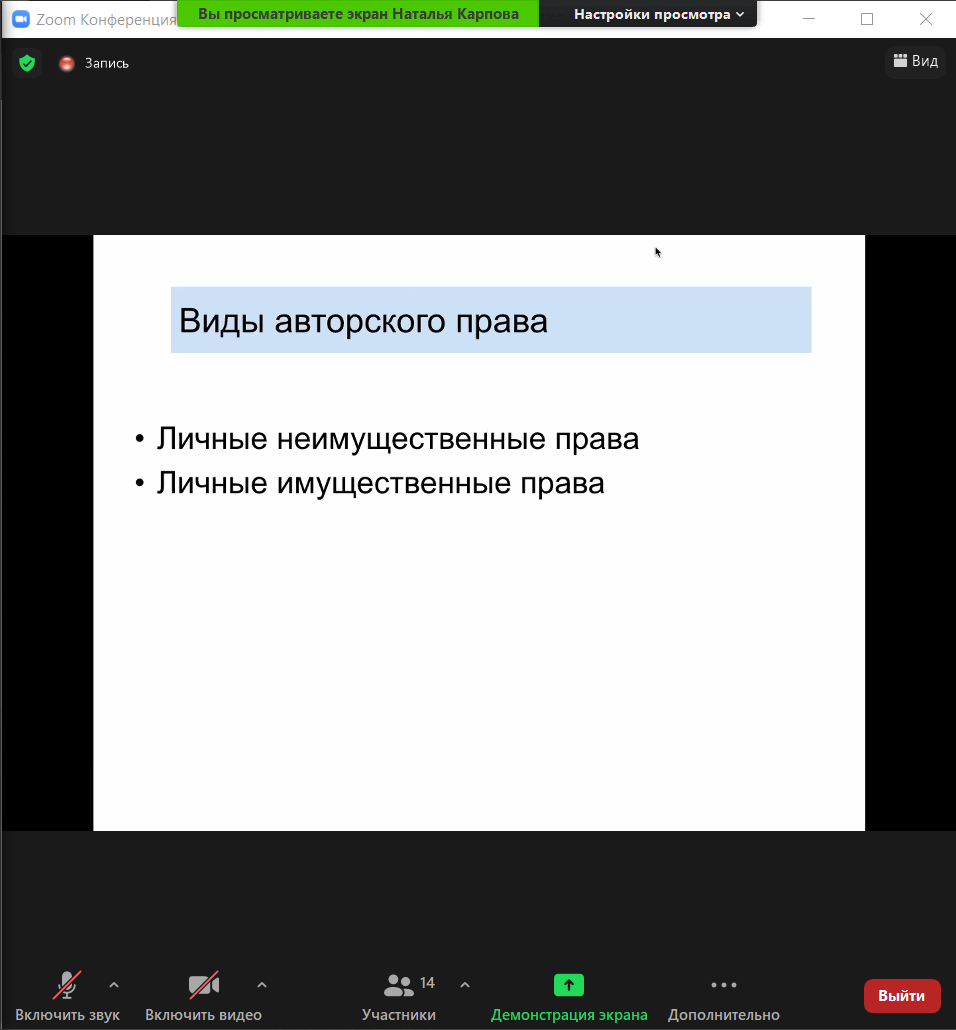 Zoom Конференция
Вы просматриваете экран Наталья Карпова
Настройки просмотра
Запись
Вид
Виды авторского права
• Личные неимущественные права
• Личные имущественные права
14
Включить звук
Включить видео
Участники
Демонстрация экрана
Дополнительно
Выйти